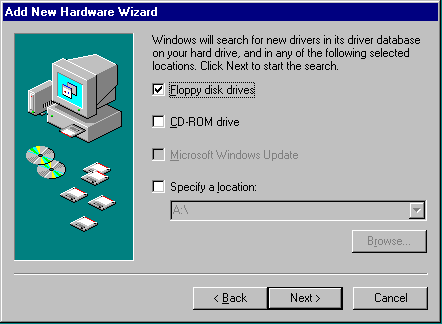 Add New Hardware Wizard
Windows will search for new drivers in its driver database
on your hard drive, and in any of the following selected
locations. Click Next to start the search.
Floppy disk drives
CD-ROM drive
Microsoft Windows Update
Specify a location:
A:\
Browse...
< Back
Next >
Cancel